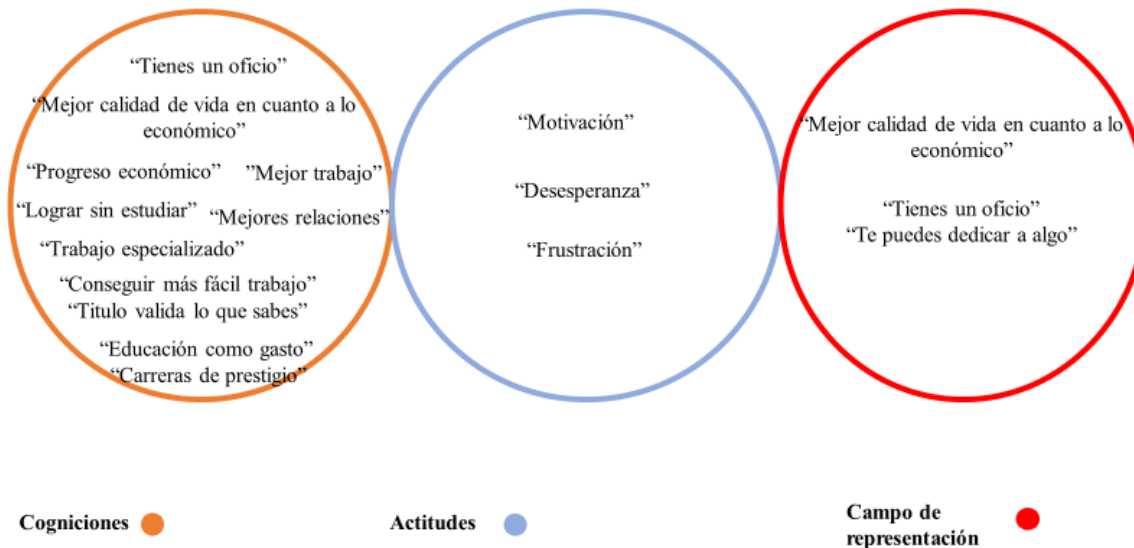 “Tienes un oficio”
“Mejor calidad de vida en cuanto a lo
económico”
“Progreso económico”
”Mejor trabajo”
“Lograr sin estudiar”
“Mejores relaciones”
“Trabajo especializado”
“Conseguir más fácil trabajo”
“Titulo valida lo que sabes”
“Educación como gasto”
“Carreras de prestigio”
“Motivación”
“Desesperanza”
“Frustración”
“Mejor calidad de vida en cuanto a lo
económico”
“Tienes un oficio”
“Te puedes dedicar a algo”
Cogniciones
Actitudes
Campo de
representación